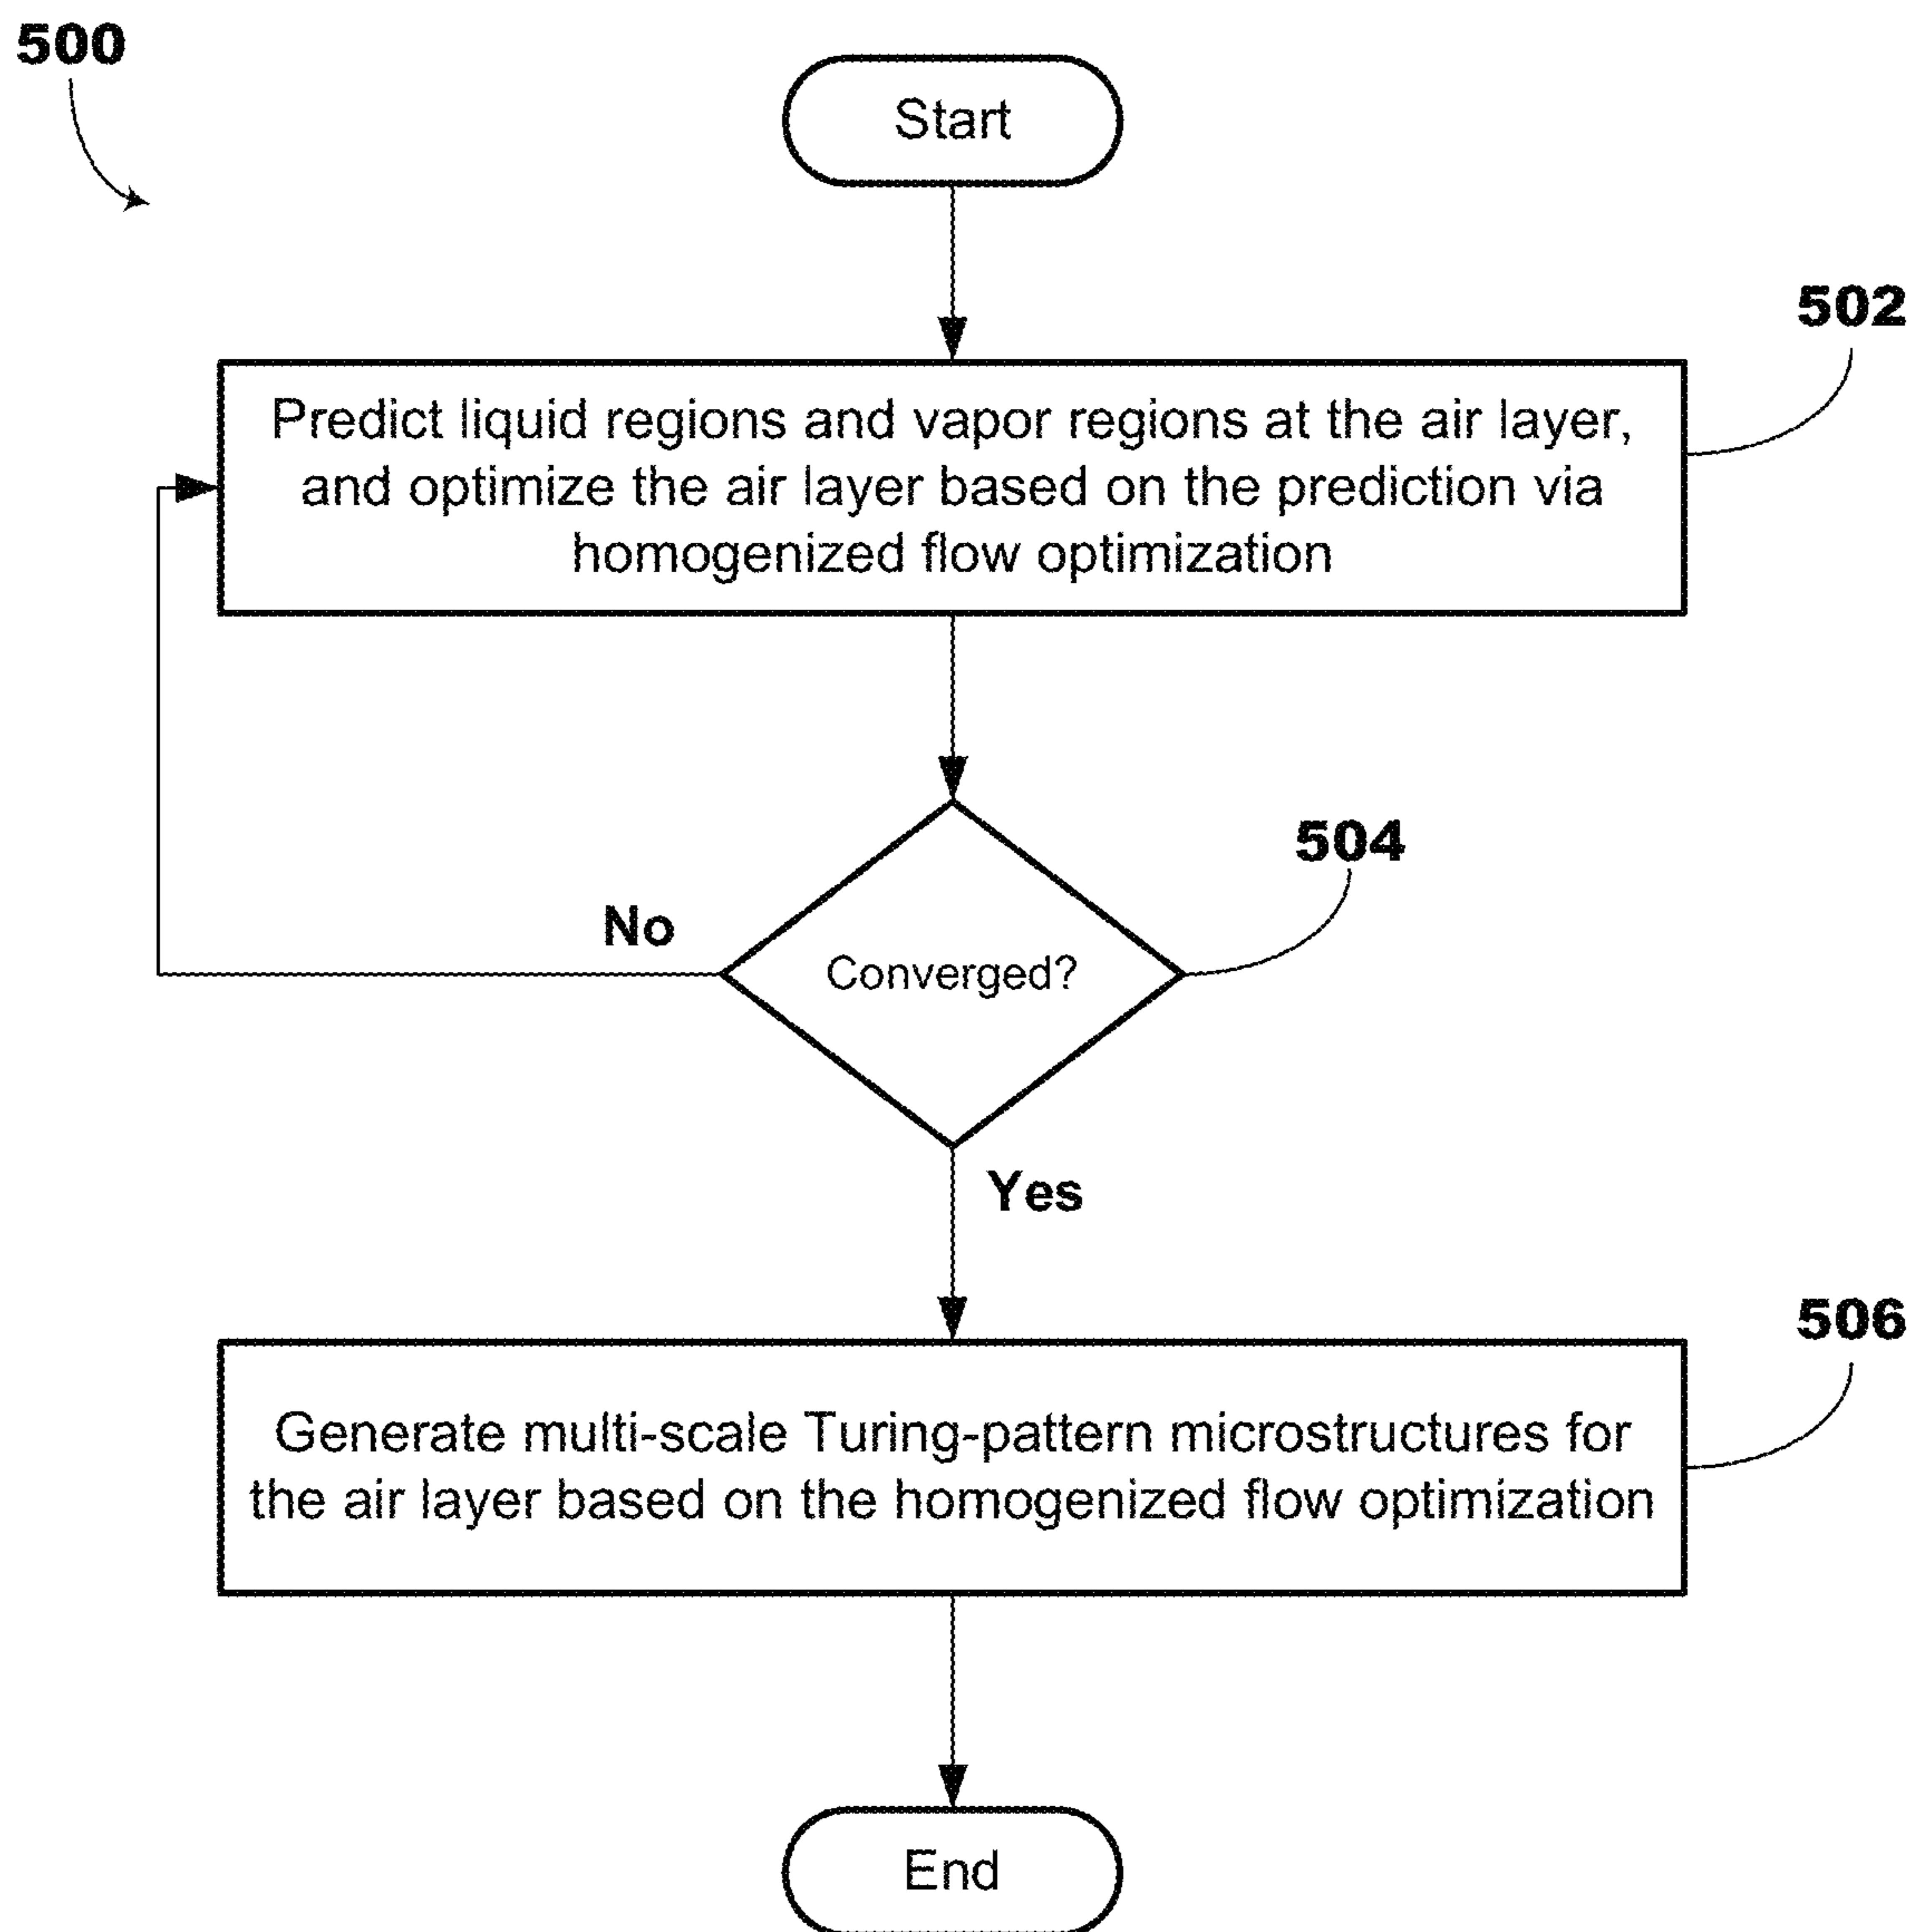 500
Start
502
Predict liquid regions and vapor regions at the air layer,
and optimize the air layer based on the prediction via
homogenized flow optimization
504
No
Converged?
Yes
506
Generate multi-scale Turing-pattern microstructures for
the air layer based on the homogenized flow optimization
End